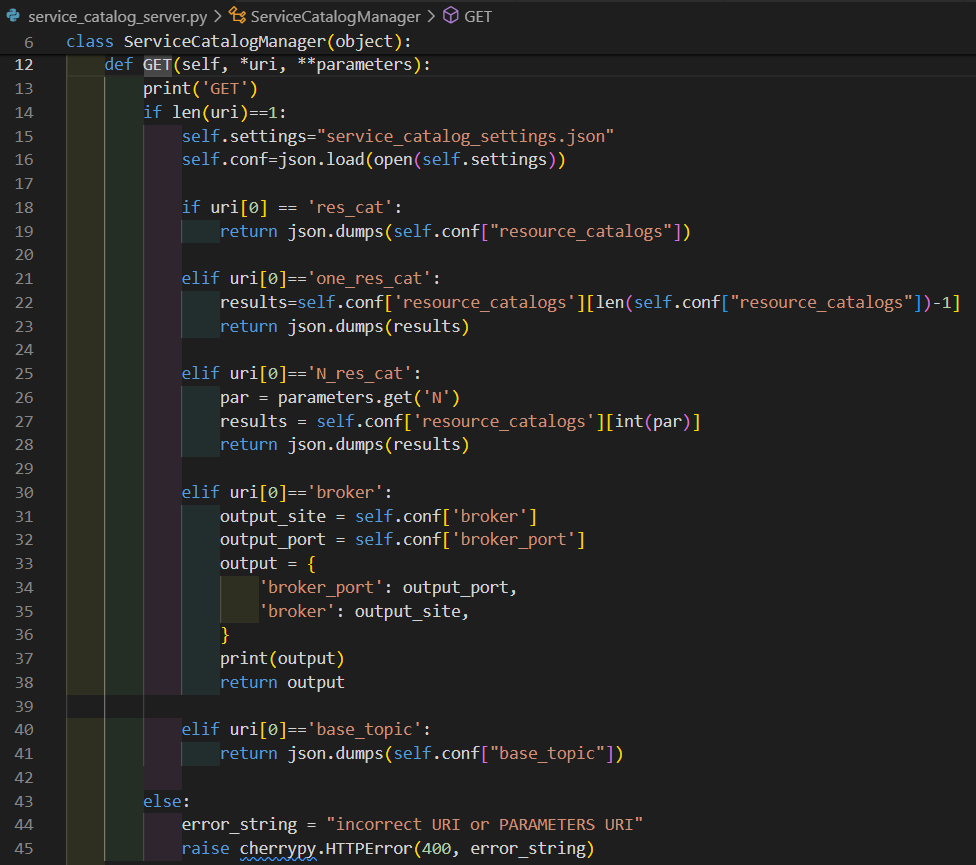 service_catalog_server.py > ServiceCatalogManager > GET
6 class ServiceCatalogManager(object):
12     def GET(self, *uri, **parameters):
13         print('GET')
14         if len(uri)==1:
15             self.settings="service_catalog_settings.json"
16             self.conf=json.load(open(self.settings))
17
18             if uri[0] == 'res_cat':
19                 return json.dumps(self.conf["resource_catalogs"])
20
21             elif uri[0]=='one_res_cat':
22                 results=self.conf['resource_catalogs'][len(self.conf["resource_catalogs"])-1]
23                 return json.dumps(results)
24
25             elif uri[0]=='N_res_cat':
26                 par = parameters.get('N')
27                 results = self.conf['resource_catalogs'][int(par)]
28                 return json.dumps(results)
29
30             elif uri[0]=='broker':
31                 output_site = self.conf['broker']
32                 output_port = self.conf['broker_port']
33                 output = {
34                     'broker_port': output_port,
35                     'broker': output_site,
36                 }
37                 print(output)
38                 return output
39
40             elif uri[0]=='base_topic':
41                 return json.dumps(self.conf["base_topic"])
42
43         else:
44             error_string = "incorrect URI or PARAMETERS URI"
45             raise cherrypy.HTTPError(400, error_string)